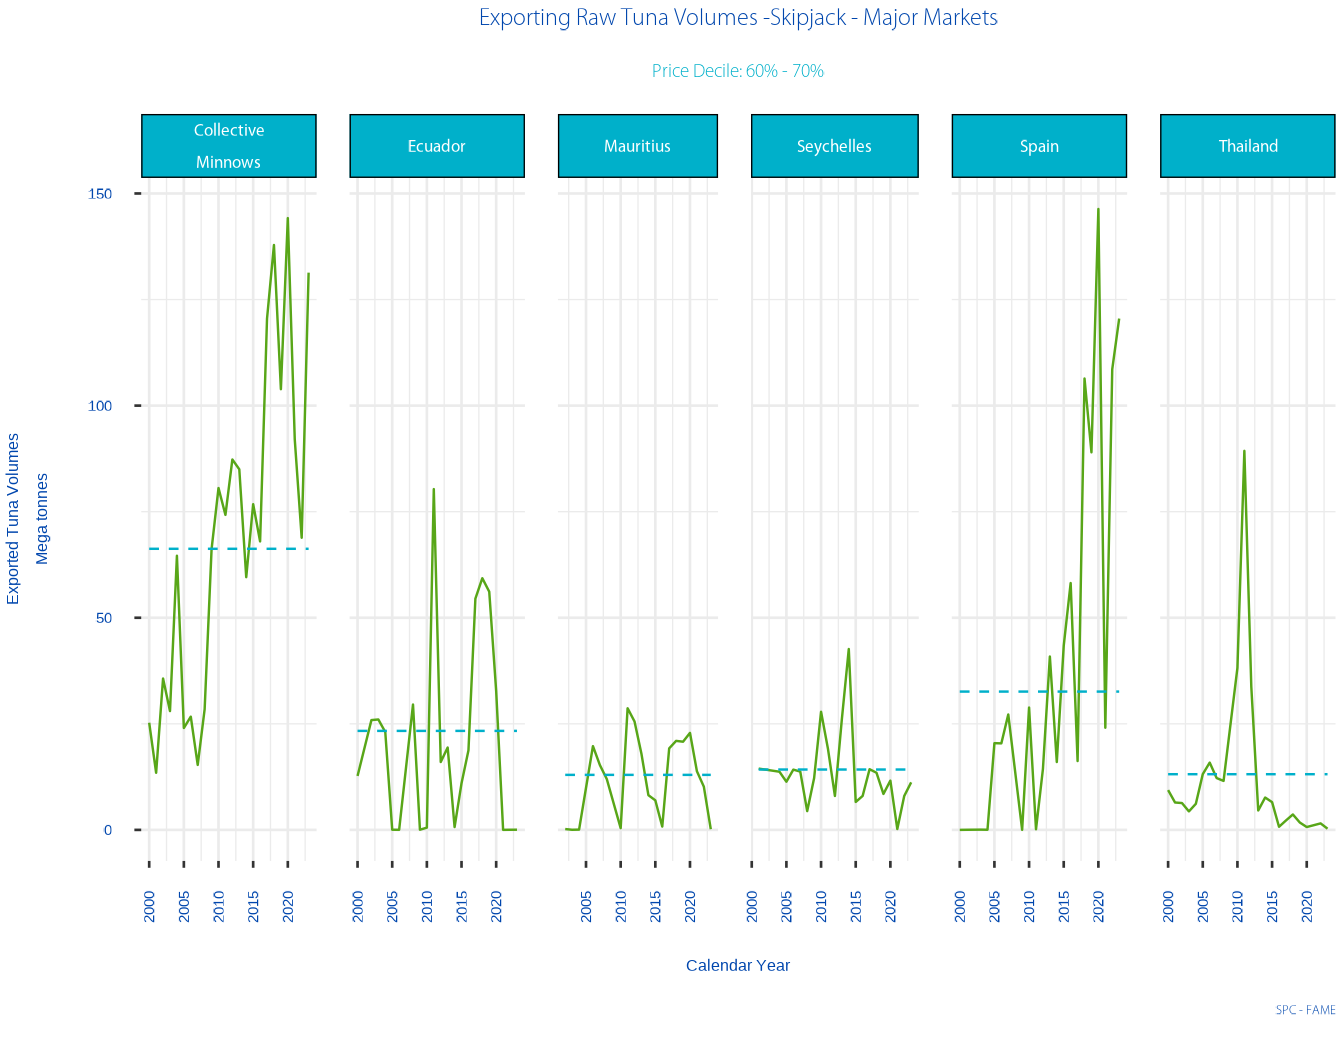 Exporting Raw Tuna Volumes -Skipjack - Major Markets
Price Decile: 60% - 70%
Collective
Minnows
Ecuador
Mauritius
Seychelles
Spain
Thailand
150
100
50
0
Exported Tuna Volumes
Mega tonnes
2000 2005 2010 2015 2020
2000 2005 2010 2015 2020
2005 2010 2015 2020
2000 2005 2010 2015 2020
2000 2005 2010 2015 2020
2000 2005 2010 2015 2020
Calendar Year
SPC - FAME